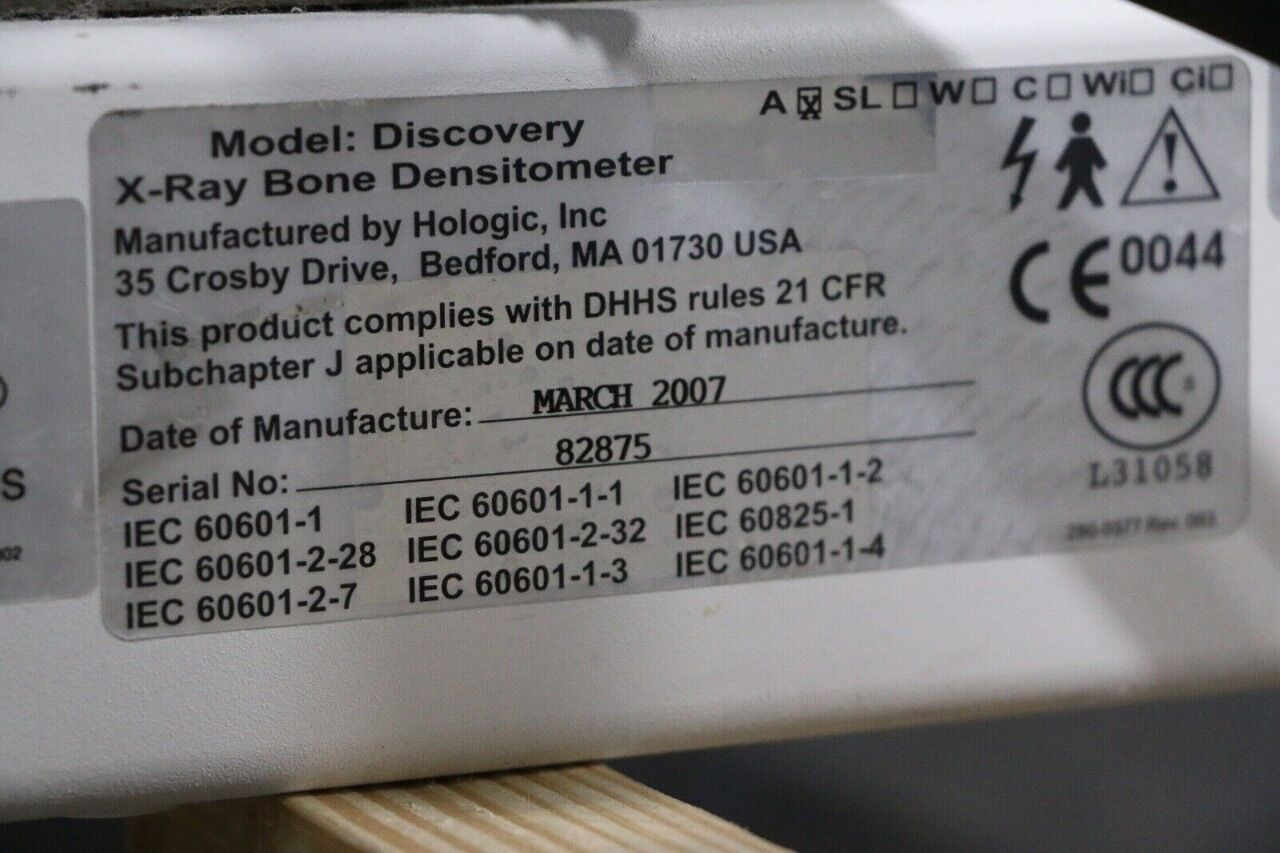 A ☒ SL ☐ W ☐ C ☐ Wi ☐ Ci ☐
Model: Discovery
X-Ray Bone Densitometer
Manufactured by Hologic, Inc
35 Crosby Drive, Bedford, MA 01730 USA
This product complies with DHHS rules 21 CFR
Subchapter J applicable on date of manufacture.
Date of Manufacture: MARCH 2007
Serial No: 82875
IEC 60601-1 IEC 60601-1-1 IEC 60601-1-2
IEC 60601-2-28 IEC 60601-2-32 IEC 60825-1
IEC 60601-2-7 IEC 60601-1-3 IEC 60601-1-4
CE 0044
CCC
L31058
S
002